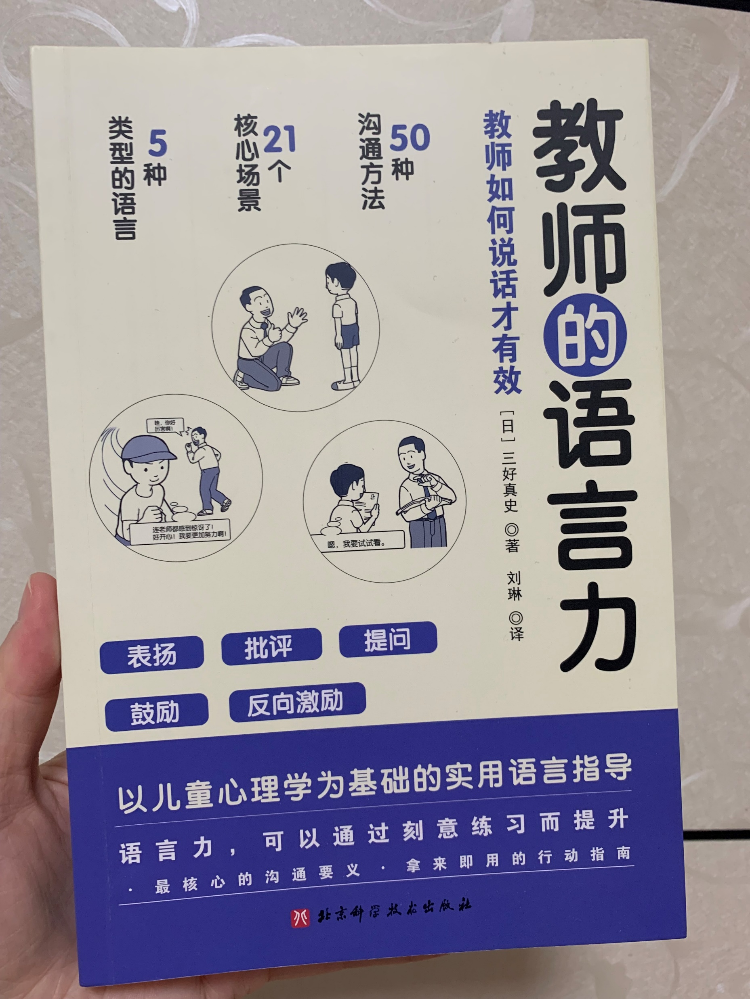 教师的语言力
教师如何说话才有效
[日]三好真史 ◎著 刘琳 ◎译
50种
沟通方法
21个
核心场景
5种
类型的语言
哇，你好
厉害啊！
连老师都感到惊讶了！
好开心！我要更加努力啊！
嗯，我要试试看。
表扬
批评
提问
鼓励
反向激励
以儿童心理学为基础的实用语言指导
语言力，可以通过刻意练习而提升
·最核心的沟通要义·拿来即用的行动指南
北京科学技术出版社